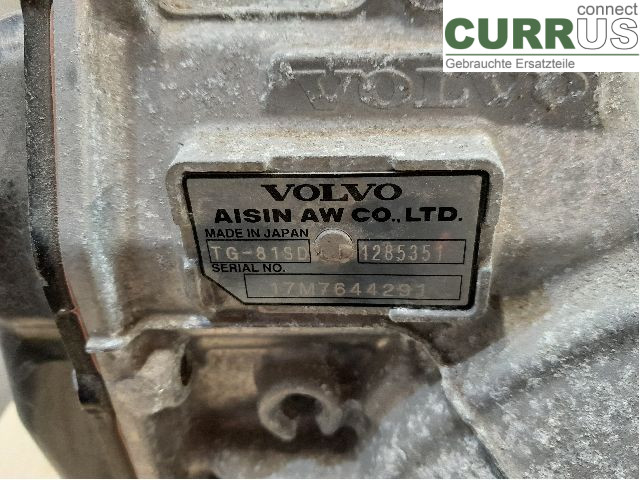 connect
CURRUS
Gebrauchte Ersatzteile
VOLVO
VOLVO
AISIN AW CO., LTD.
MADE IN JAPAN
TG-81SD 1285351
SERIAL NO.
17M7644291